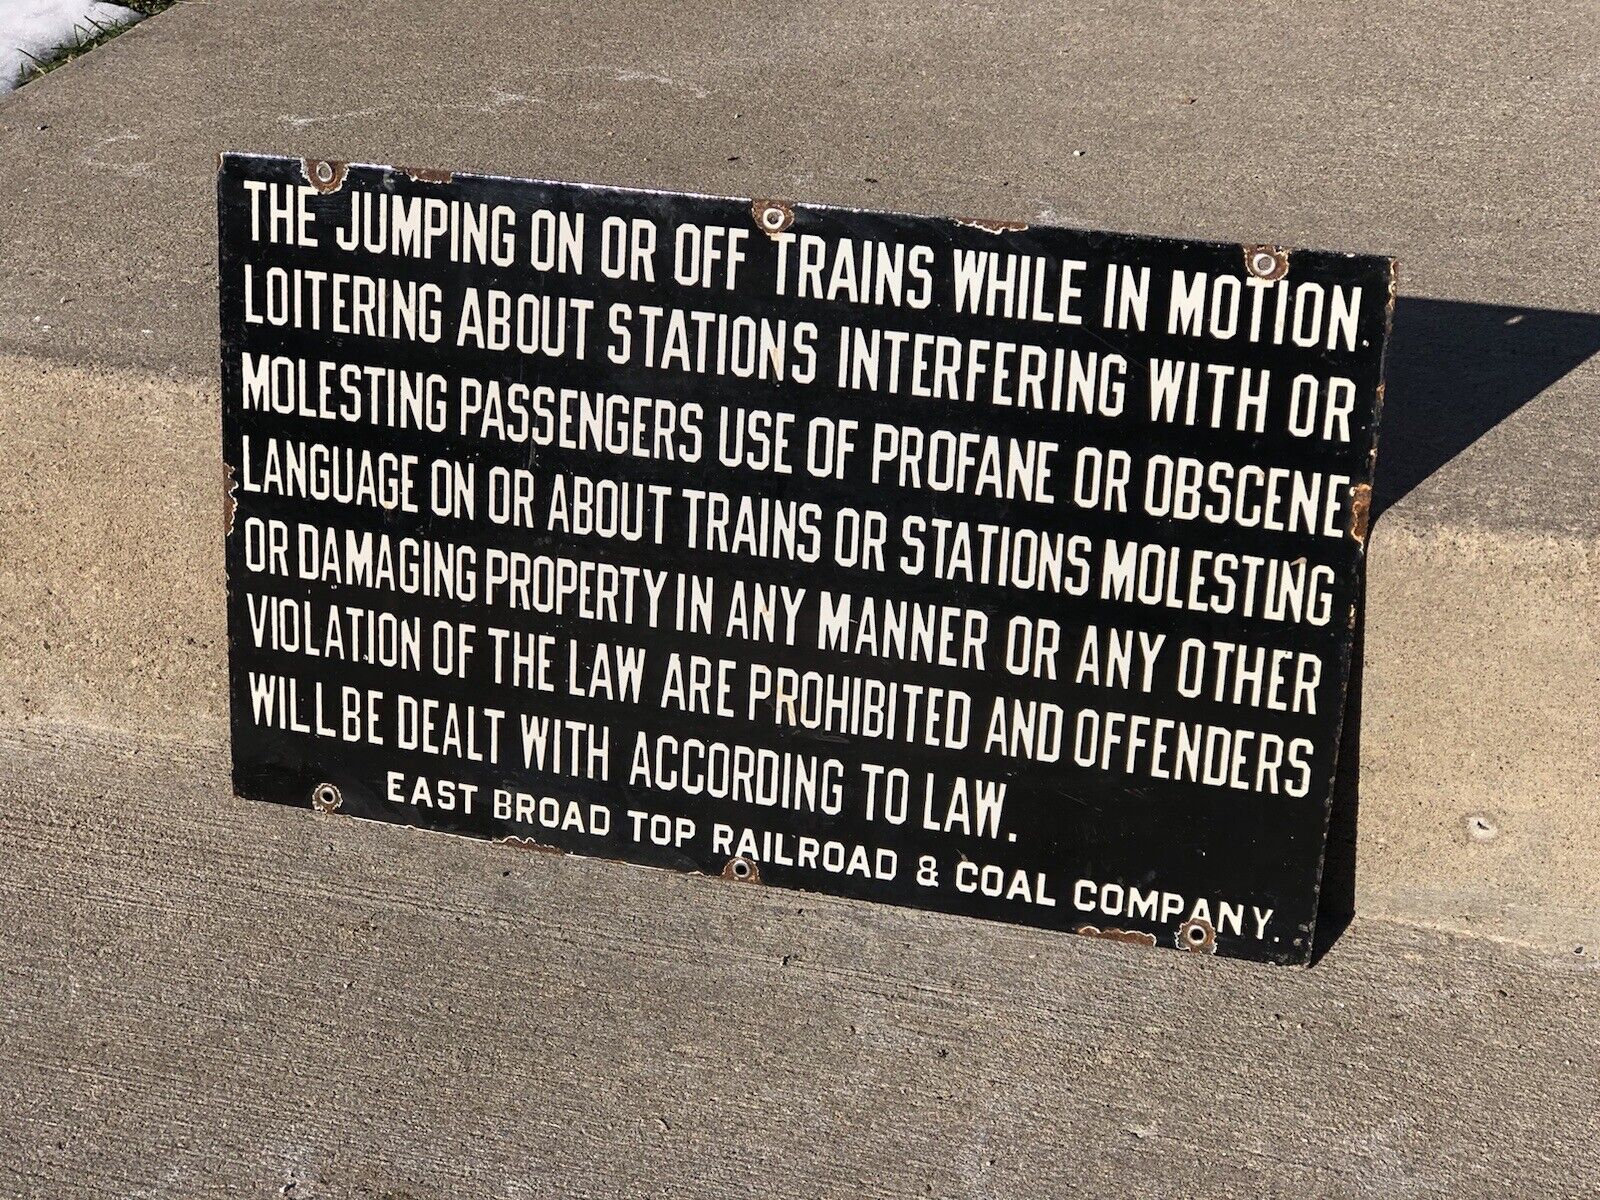 THE JUMPING ON OR OFF TRAINS WHILE IN MOTION.
LOITERING ABOUT STATIONS INTERFERING WITH OR
MOLESTING PASSENGERS USE OF PROFANE OR OBSCENE
LANGUAGE ON OR ABOUT TRAINS OR STATIONS MOLESTING
OR DAMAGING PROPERTY IN ANY MANNER OR ANY OTHER
VIOLATION OF THE LAW ARE PROHIBITED AND OFFENDERS
WILL BE DEALT WITH ACCORDING TO LAW.
EAST BROAD TOP RAILROAD & COAL COMPANY.